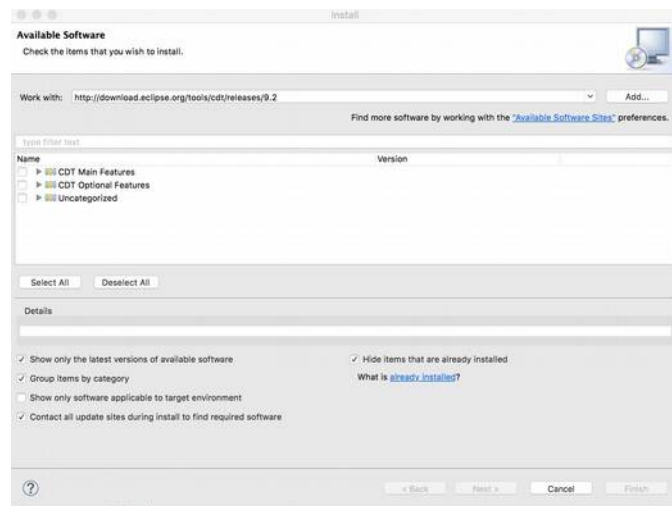 Install
Available Software
Check the items that you wish to install.
Work with: http://download.eclipse.org/tools/cdt/releases/9.2 Add...
Find more software by working with the "Available Software Sites" preferences.
type filter text
Name Version
CDT Main Features
CDT Optional Features
Uncategorized
Select All Deselect All
Details
Show only the latest versions of available software Hide items that are already installed
Group items by category What is already installed?
Show only software applicable to target environment
Contact all update sites during install to find required software
? < Back Next > Cancel Finish